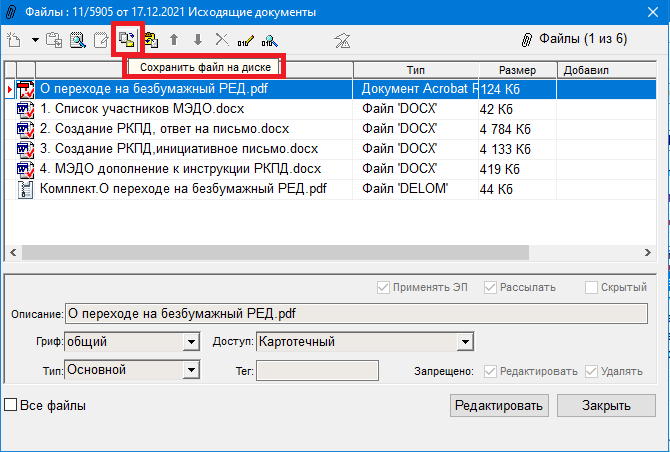 Файлы : 11/5905 от 17.12.2021 Исходящие документы
Файлы (1 из 6)
Сохранить файл на диске
Тип Размер Добавил
О переходе на безбумажный РЕД.pdf Документ Acrobat R 124 Кб
1. Список участников МЭДО.docx Файл 'DOCX' 42 Кб
2. Создание РКПД, ответ на письмо.docx Файл 'DOCX' 4 784 Кб
3. Создание РКПД,инициативное письмо.docx Файл 'DOCX' 4 133 Кб
4. МЭДО дополнение к инструкции РКПД.docx Файл 'DOCX' 419 Кб
Комплект.О переходе на безбумажный РЕД.pdf Файл 'DELOM' 44 Кб
Применять ЭП Рассылать Скрытый
Описание: О переходе на безбумажный РЕД.pdf
Гриф: общий Доступ: Картотечный
Тип: Основной Тег: Запрещено: Редактировать Удалять
Все файлы Редактировать Закрыть